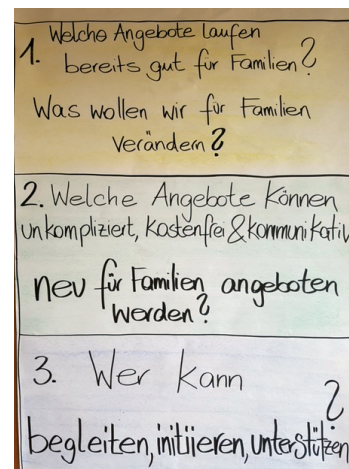 1. Welche Angebote laufen
bereits gut für Familien?
Was wollen wir für Familien
verändern?
2. Welche Angebote können
unkompliziert, kostenfrei & kommunikativ
neu für Familien angeboten
werden?
3. Wer kann
begleiten, initiieren, unterstützen?